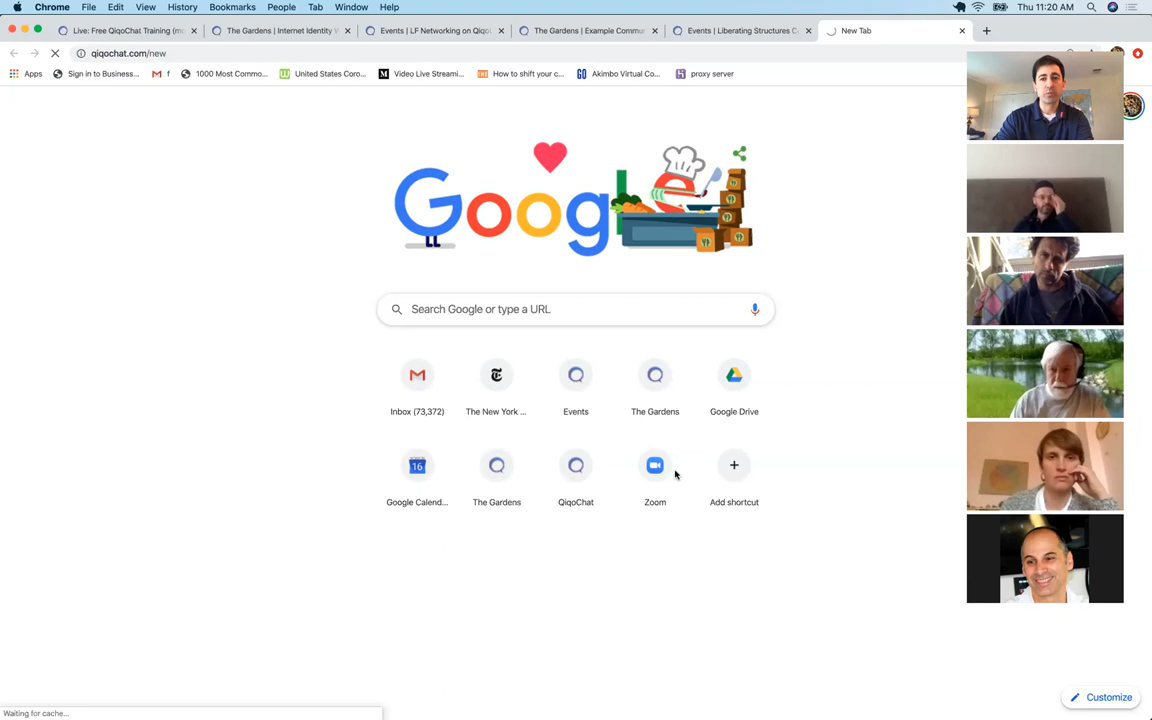 Chrome File Edit View History Bookmarks People Tab Window Help Thu 11:20 AM
Live: Free QiqoChat Training (mo The Gardens | Internet Identity W Events | LF Networking on Qiqo The Gardens | Example Commu Events | Liberating Structures C New Tab
qiqochat.com/new
Apps Sign in to Business... f 1000 Most Commo... United States Coro... Video Live Streami... How to shift your c... Akimbo Virtual Co... proxy server
Goog
Search Google or type a URL
Inbox (73,372) The New York ... Events The Gardens Google Drive
16
Google Calend... The Gardens QiqoChat Zoom Add shortcut
Customize
Waiting for cache...